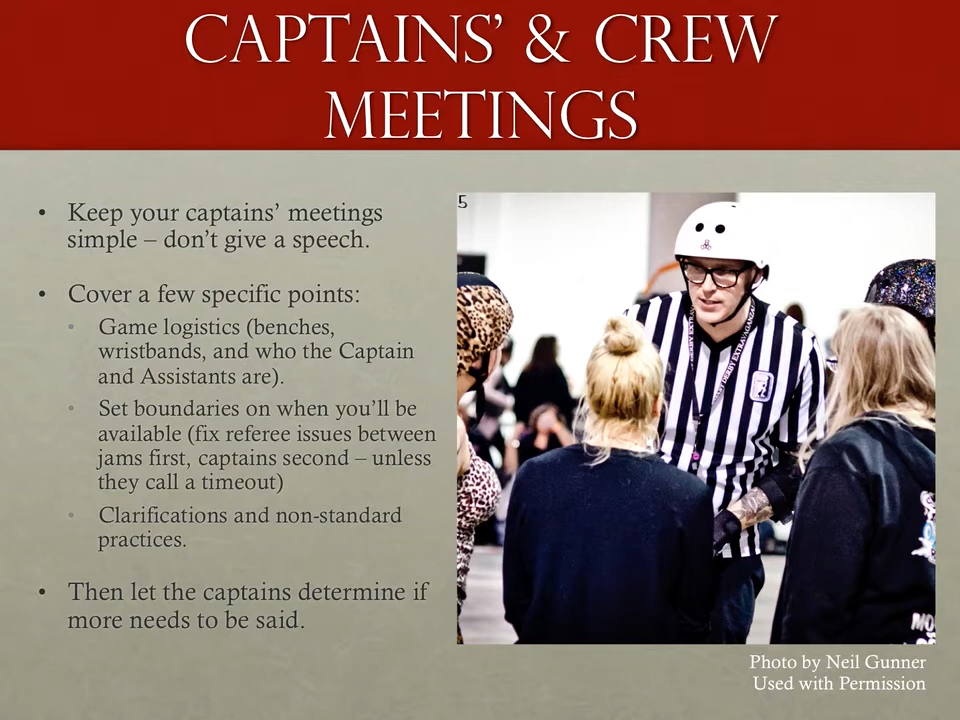 CAPTAINS’ & CREW
MEETINGS
• Keep your captains’ meetings
simple – don’t give a speech.
• Cover a few specific points:
• Game logistics (benches,
wristbands, and who the Captain
and Assistants are).
• Set boundaries on when you’ll be
available (fix referee issues between
jams first, captains second – unless
they call a timeout)
• Clarifications and non-standard
practices.
• Then let the captains determine if
more needs to be said.
5
DERBY EXTRAVAGANZA
MO
Photo by Neil Gunner
Used with Permission